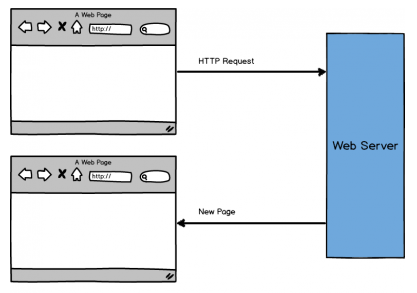 A Web Page
http://
HTTP Request
Web Server
A Web Page
http://
New Page